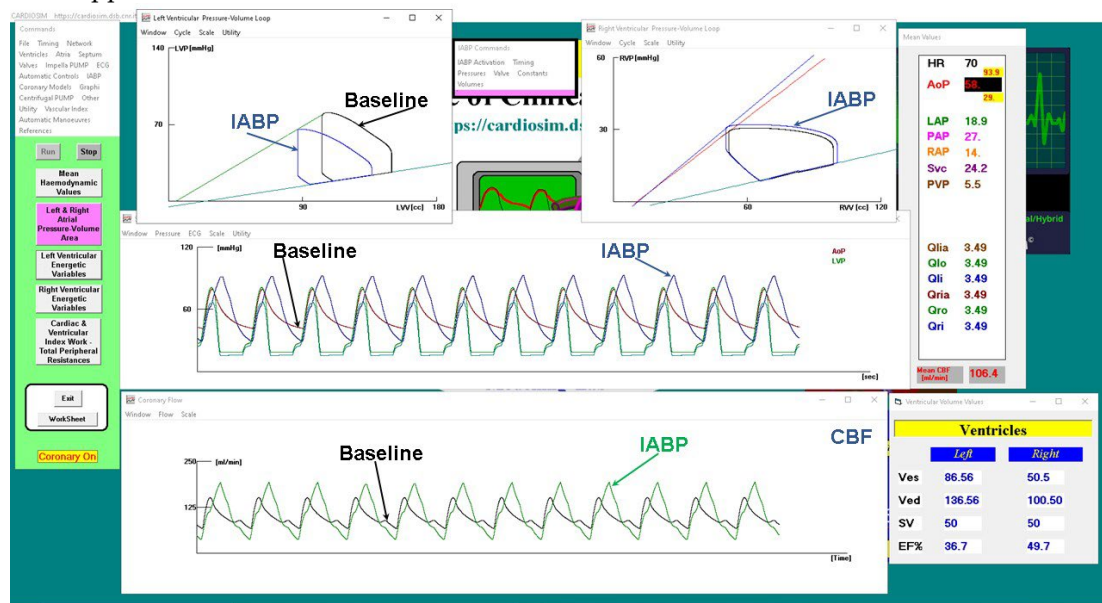 CARDIOSIM https://cardiosim.dsb.cnr.it
Commands
File Timing Network
Ventricles Atria Septum
Valves Impella PUMP ECG
Automatic Controls IABP
Coronary Models Graphi
Centrifugal PUMP Other
Utility Vascular Index
Automatic Manoeuvres
References
Run Stop
Mean
Haemodynamic
Values
Left & Right
Atrial
Pressure-Volume
Area
Left Ventricular
Energetic
Variables
Right Ventricular
Energetic
Variables
Cardiac &
Ventricular
Index Work -
Total Peripheral
Resistances
Exit
WorkSheet
Coronary On
Left Ventricular Pressure-Volume Loop
Window Cycle Scale Utility
140 LVP[mmHg]
Baseline
IABP
70
90 LVV[cc] 180
IABP Commands
IABP Activation Timing
Pressures Valve Constants
Volumes
e of Clinica
ps://cardiosim.ds
Right Ventricular Pressure-Volume Loop
Window Cycle Scale Utility
60 RVP[mmHg]
IABP
30
60 RVV [cc] 120
Mean Values
HR 70
93.9
AoP 58.
29.
LAP 18.9
PAP 27.
RAP 14.
Svc 24.2
PVP 5.5
Qlia 3.49
Qlo 3.49
Qli 3.49
Qria 3.49
Qro 3.49
Qri 3.49
Mean CBF
[ml/min] 106.4
al/Hybrid
Window Pressure ECG Scale Utility
120 [mmHg]
Baseline
IABP
AoP
LVP
60
[sec]
Coronary Flow
Window Flow Scale
CBF
250 [ml/min]
Baseline
IABP
125
[Time]
Ventricular Volume Values
Ventricles
Left Right
Ves 86.56 50.5
Ved 136.56 100.50
SV 50 50
EF% 36.7 49.7